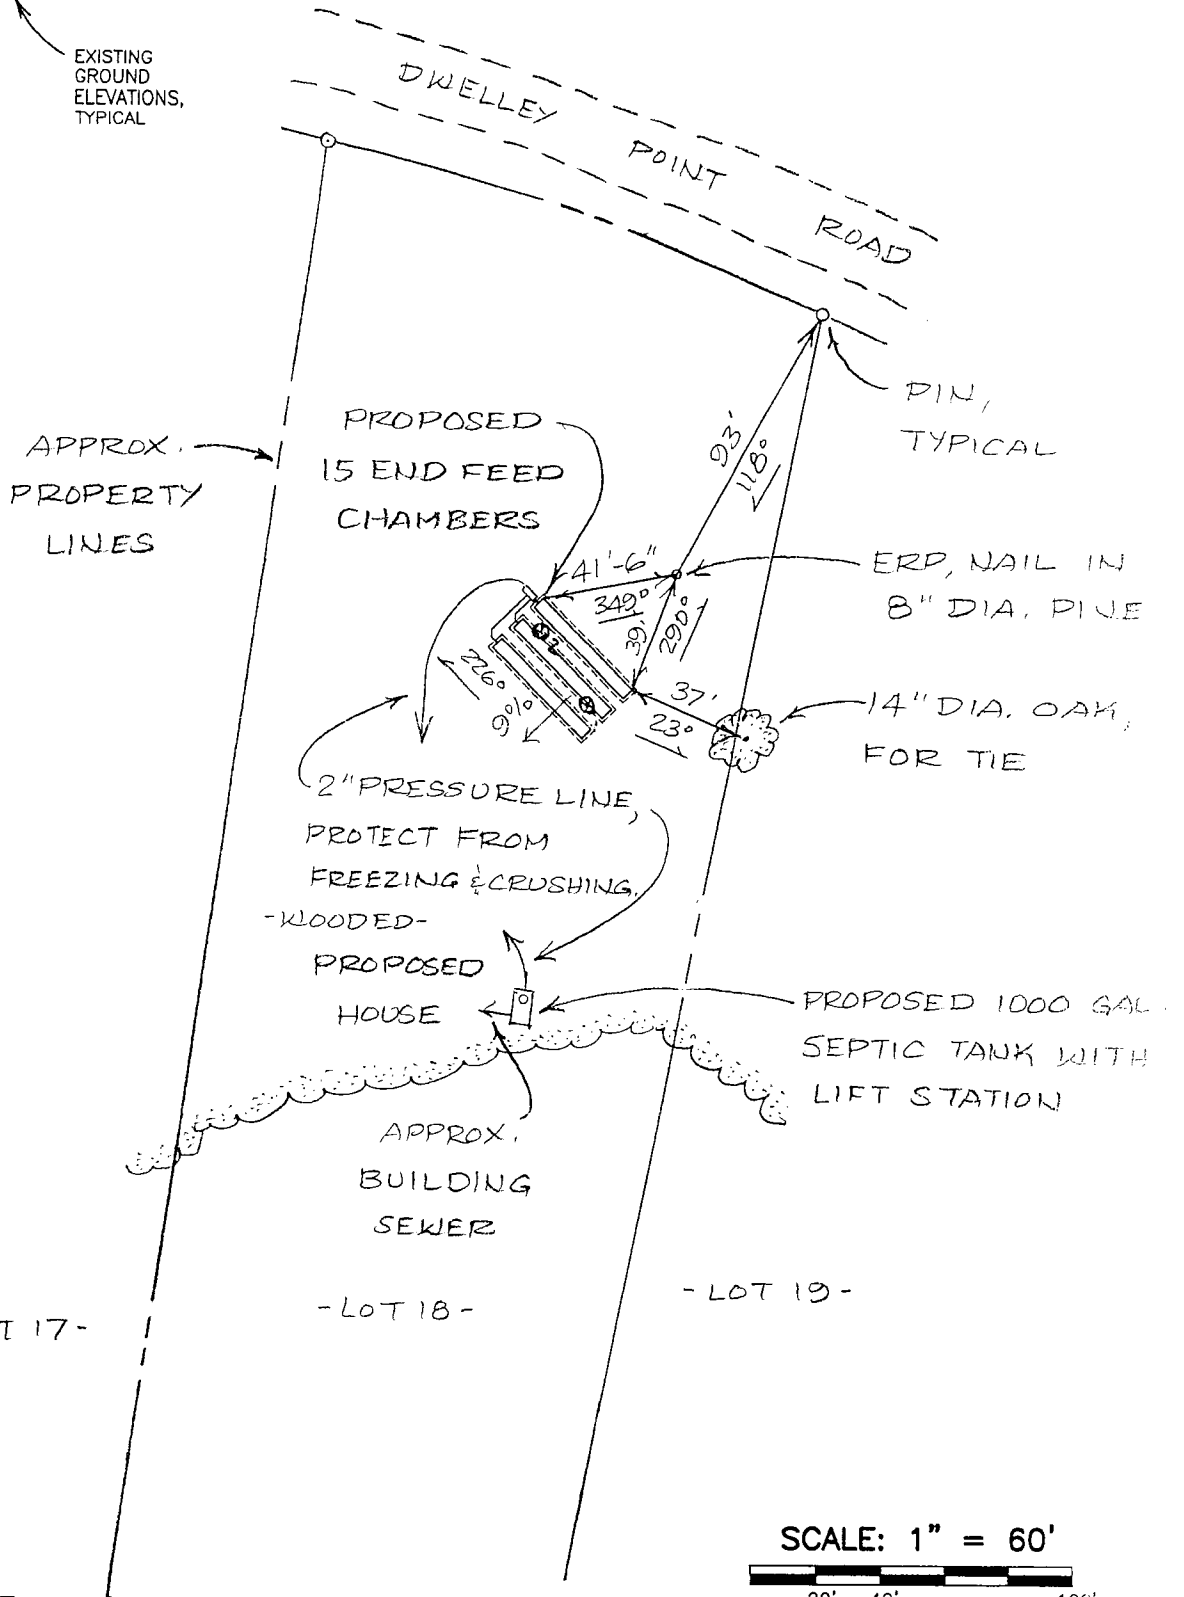 EXISTING
GROUND
ELEVATIONS,
TYPICAL
DWELLEY POINT ROAD
PIN,
TYPICAL
93'
118°
APPROX.
PROPERTY
LINES
PROPOSED
15 END FEED
CHAMBERS
41'-6"
349°
39'
290°
ERP, NAIL IN
8" DIA. PINE
2
1
226°
9%
37'
23°
14" DIA. OAK,
FOR TIE
2" PRESSURE LINE,
PROTECT FROM
FREEZING & CRUSHING.
-WOODED-
PROPOSED
HOUSE
PROPOSED 1000 GAL.
SEPTIC TANK WITH
LIFT STATION
APPROX.
BUILDING
SEWER
T 17-
-LOT 18-
-LOT 19-
SCALE: 1" = 60'